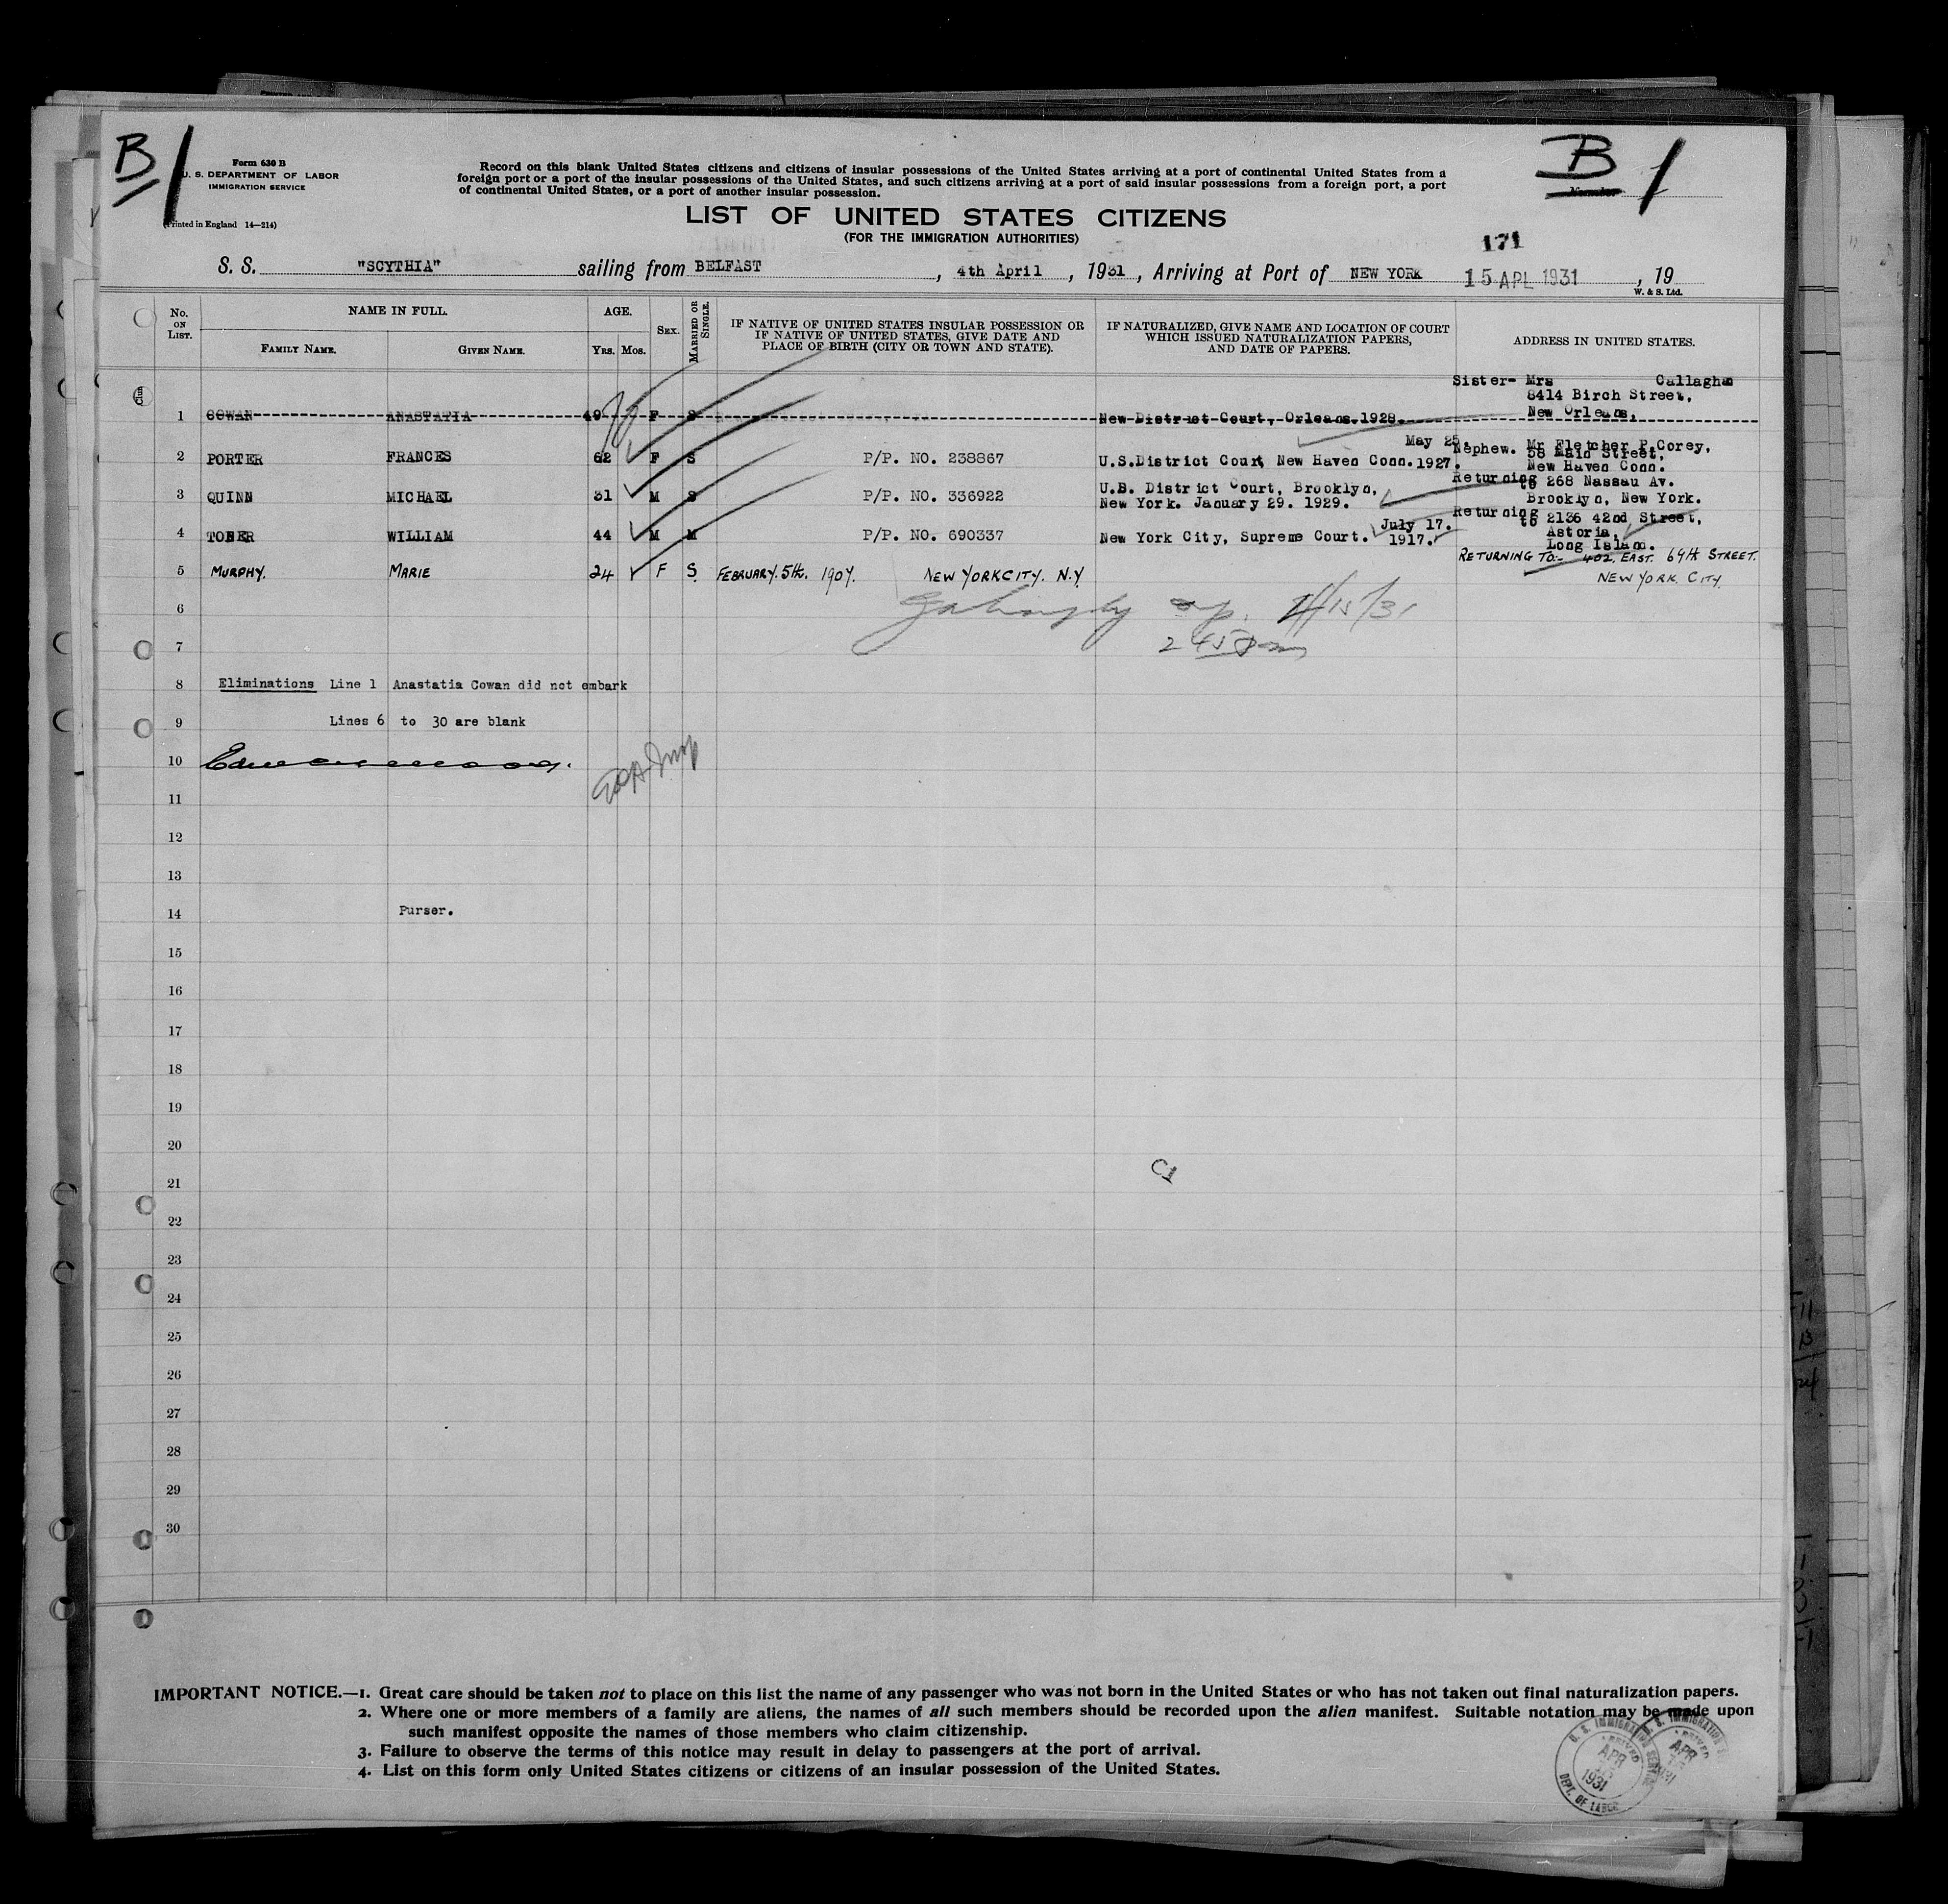 B 1
Form 630 B
U. S. DEPARTMENT OF LABOR
IMMIGRATION SERVICE
(Printed in England 14—214)
Record on this blank United States citizens and citizens of insular possessions of the United States arriving at a port of continental United States from a
foreign port or a port of the insular possessions of the United States, and such citizens arriving at a port of said insular possessions from a foreign port, a port
of continental United States, or a port of another insular possession.
B 1
LIST OF UNITED STATES CITIZENS
(FOR THE IMMIGRATION AUTHORITIES)
171
S. S. "SCYTHIA" sailing from BELFAST, 4th April, 1931, Arriving at Port of NEW YORK 15 APL 1931, 19
W. & S. Ltd.
No. ON LIST.
NAME IN FULL.
FAMILY NAME.
GIVEN NAME.
AGE.
YRS. MOS.
SEX.
MARRIED OR SINGLE.
IF NATIVE OF UNITED STATES INSULAR POSSESSION OR
IF NATIVE OF UNITED STATES, GIVE DATE AND
PLACE OF BIRTH (CITY OR TOWN AND STATE).
IF NATURALIZED, GIVE NAME AND LOCATION OF COURT
WHICH ISSUED NATURALIZATION PAPERS,
AND DATE OF PAPERS.
ADDRESS IN UNITED STATES.
Sister- Mrs Callaghan
8414 Birch Street,
1 COWAN ANASTATIA 49 F S New District Court, Orleans.1928. New Orleans,
May 25. Nephew. Mr Fletcher P.Corey,
58 Main Street,
2 PORTER FRANCES 62 F S P/P. NO. 238867 U.S.District Court, New Haven Conn.1927. New Haven Conn.
Returning to 268 Nassau Av.
3 QUINN MICHAEL 31 M S P/P. NO. 336922 U.S. District Court, Brooklyn,
New York. January 29. 1929. Brooklyn, New York.
Returning to 2136 42nd Street,
4 TONER WILLIAM 44 M M P/P. NO. 690337 New York City, Supreme Court. July 17. 1917. Astoria,
Long Island.
RETURNING TO:- 402. EAST. 64th STREET.
5 MURPHY. MARIE 24 F S. FEBRUARY. 5th. 1907. NEW YORK CITY. N.Y. NEW YORK. CITY.
6 4/15/31
7 245
8 Eliminations Line 1 Anastatia Cowan did not embark
9 Lines 6 to 30 are blank
10
11
12
13
14 Purser.
15
16
17
18
19
20
21
22
23
24
25
26
27
28
29
30
IMPORTANT NOTICE.—1. Great care should be taken not to place on this list the name of any passenger who was not born in the United States or who has not taken out final naturalization papers.
2. Where one or more members of a family are aliens, the names of all such members should be recorded upon the alien manifest. Suitable notation may be made upon
such manifest opposite the names of those members who claim citizenship.
3. Failure to observe the terms of this notice may result in delay to passengers at the port of arrival.
4. List on this form only United States citizens or citizens of an insular possession of the United States.
U. S. IMMIGRATION SERVICE
APR
1931
DEPT. OF LABOR